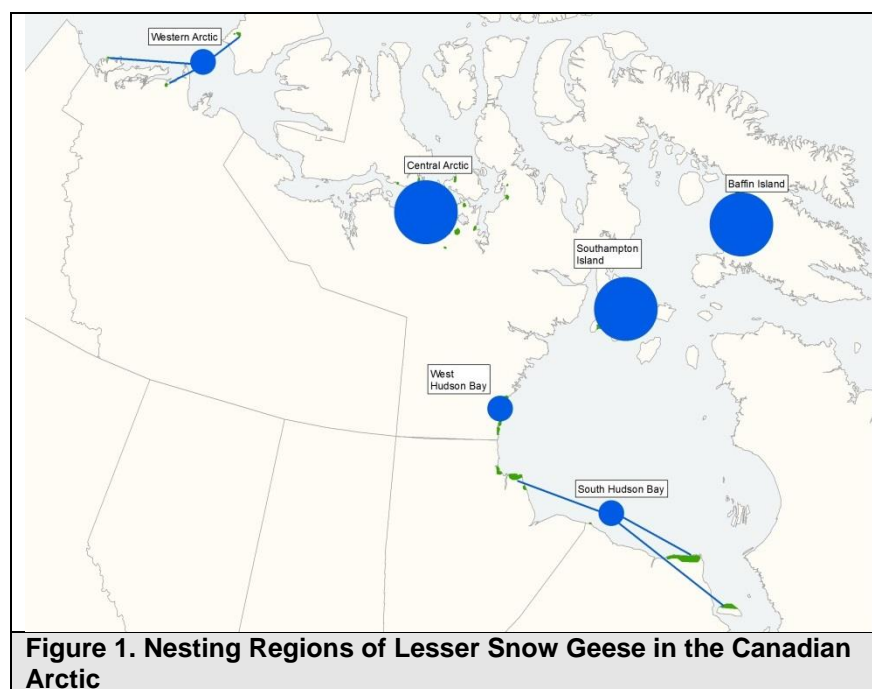 Western Arctic
Central Arctic
Baffin Island
Southampton
Island
West
Hudson Bay
South Hudson Bay
Figure 1. Nesting Regions of Lesser Snow Geese in the Canadian
Arctic